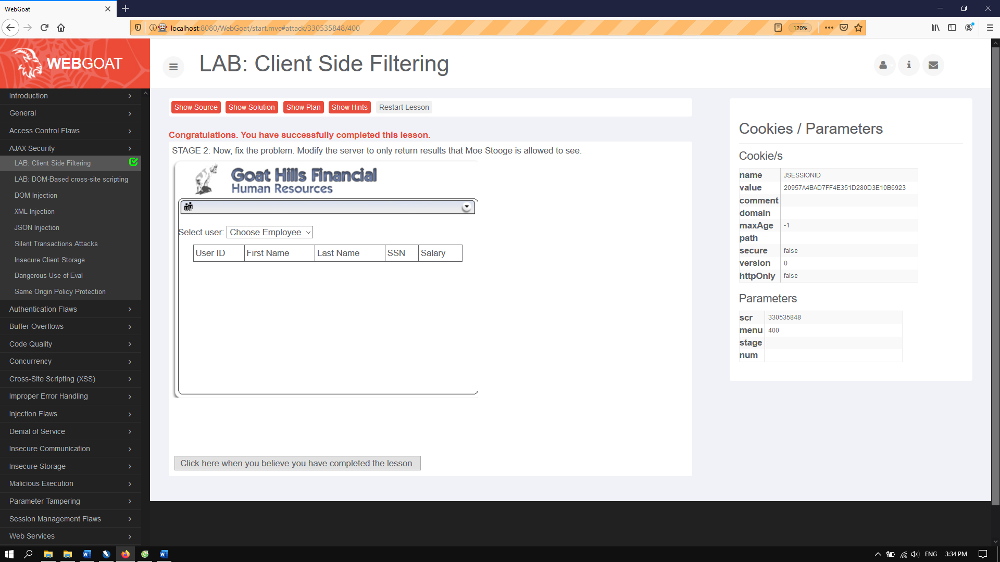 WebGoat
localhost:8080/WebGoat/start.mvc#attack/330535848/400
120%
WEBGOAT
LAB: Client Side Filtering
Introduction
General
Access Control Flaws
AJAX Security
LAB: Client Side Filtering
LAB: DOM-Based cross-site scripting
DOM Injection
XML Injection
JSON Injection
Silent Transactions Attacks
Insecure Client Storage
Dangerous Use of Eval
Same Origin Policy Protection
Authentication Flaws
Buffer Overflows
Code Quality
Concurrency
Cross-Site Scripting (XSS)
Improper Error Handling
Injection Flaws
Denial of Service
Insecure Communication
Insecure Storage
Malicious Execution
Parameter Tampering
Session Management Flaws
Web Services
Show Source Show Solution Show Plan Show Hints Restart Lesson
Congratulations. You have successfully completed this lesson.
STAGE 2: Now, fix the problem. Modify the server to only return results that Moe Stooge is allowed to see.
Goat Hills Financial
Human Resources
Select user: Choose Employee
User ID First Name Last Name SSN Salary
Click here when you believe you have completed the lesson.
Cookies / Parameters
Cookie/s
name JSESSIONID
value 20957A4BAD7FF4E351D280D3E10B6923
comment
domain
maxAge -1
path
secure false
version 0
httpOnly false
Parameters
scr 330535848
menu 400
stage
num
ENG 3:34 PM